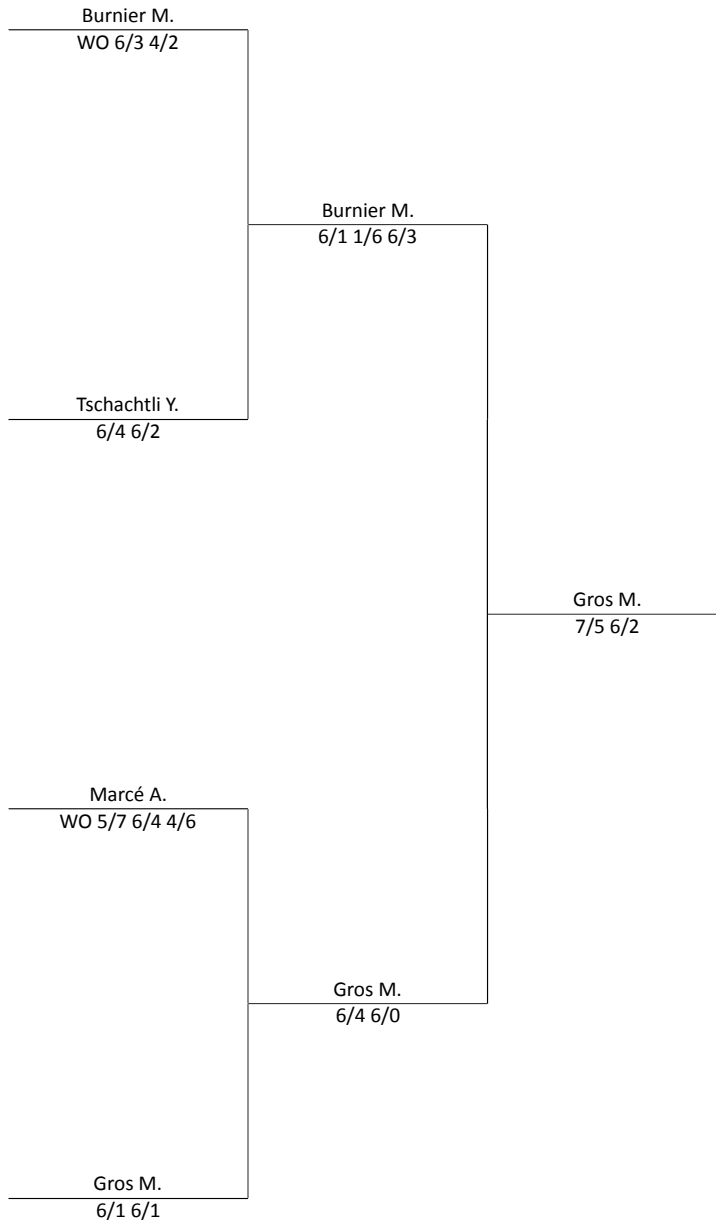 Burnier M.
WO 6/3 4/2
Burnier M.
6/1 1/6 6/3
Tschachtli Y.
6/4 6/2
Gros M.
7/5 6/2
Marcé A.
WO 5/7 6/4 4/6
Gros M.
6/4 6/0
Gros M.
6/1 6/1